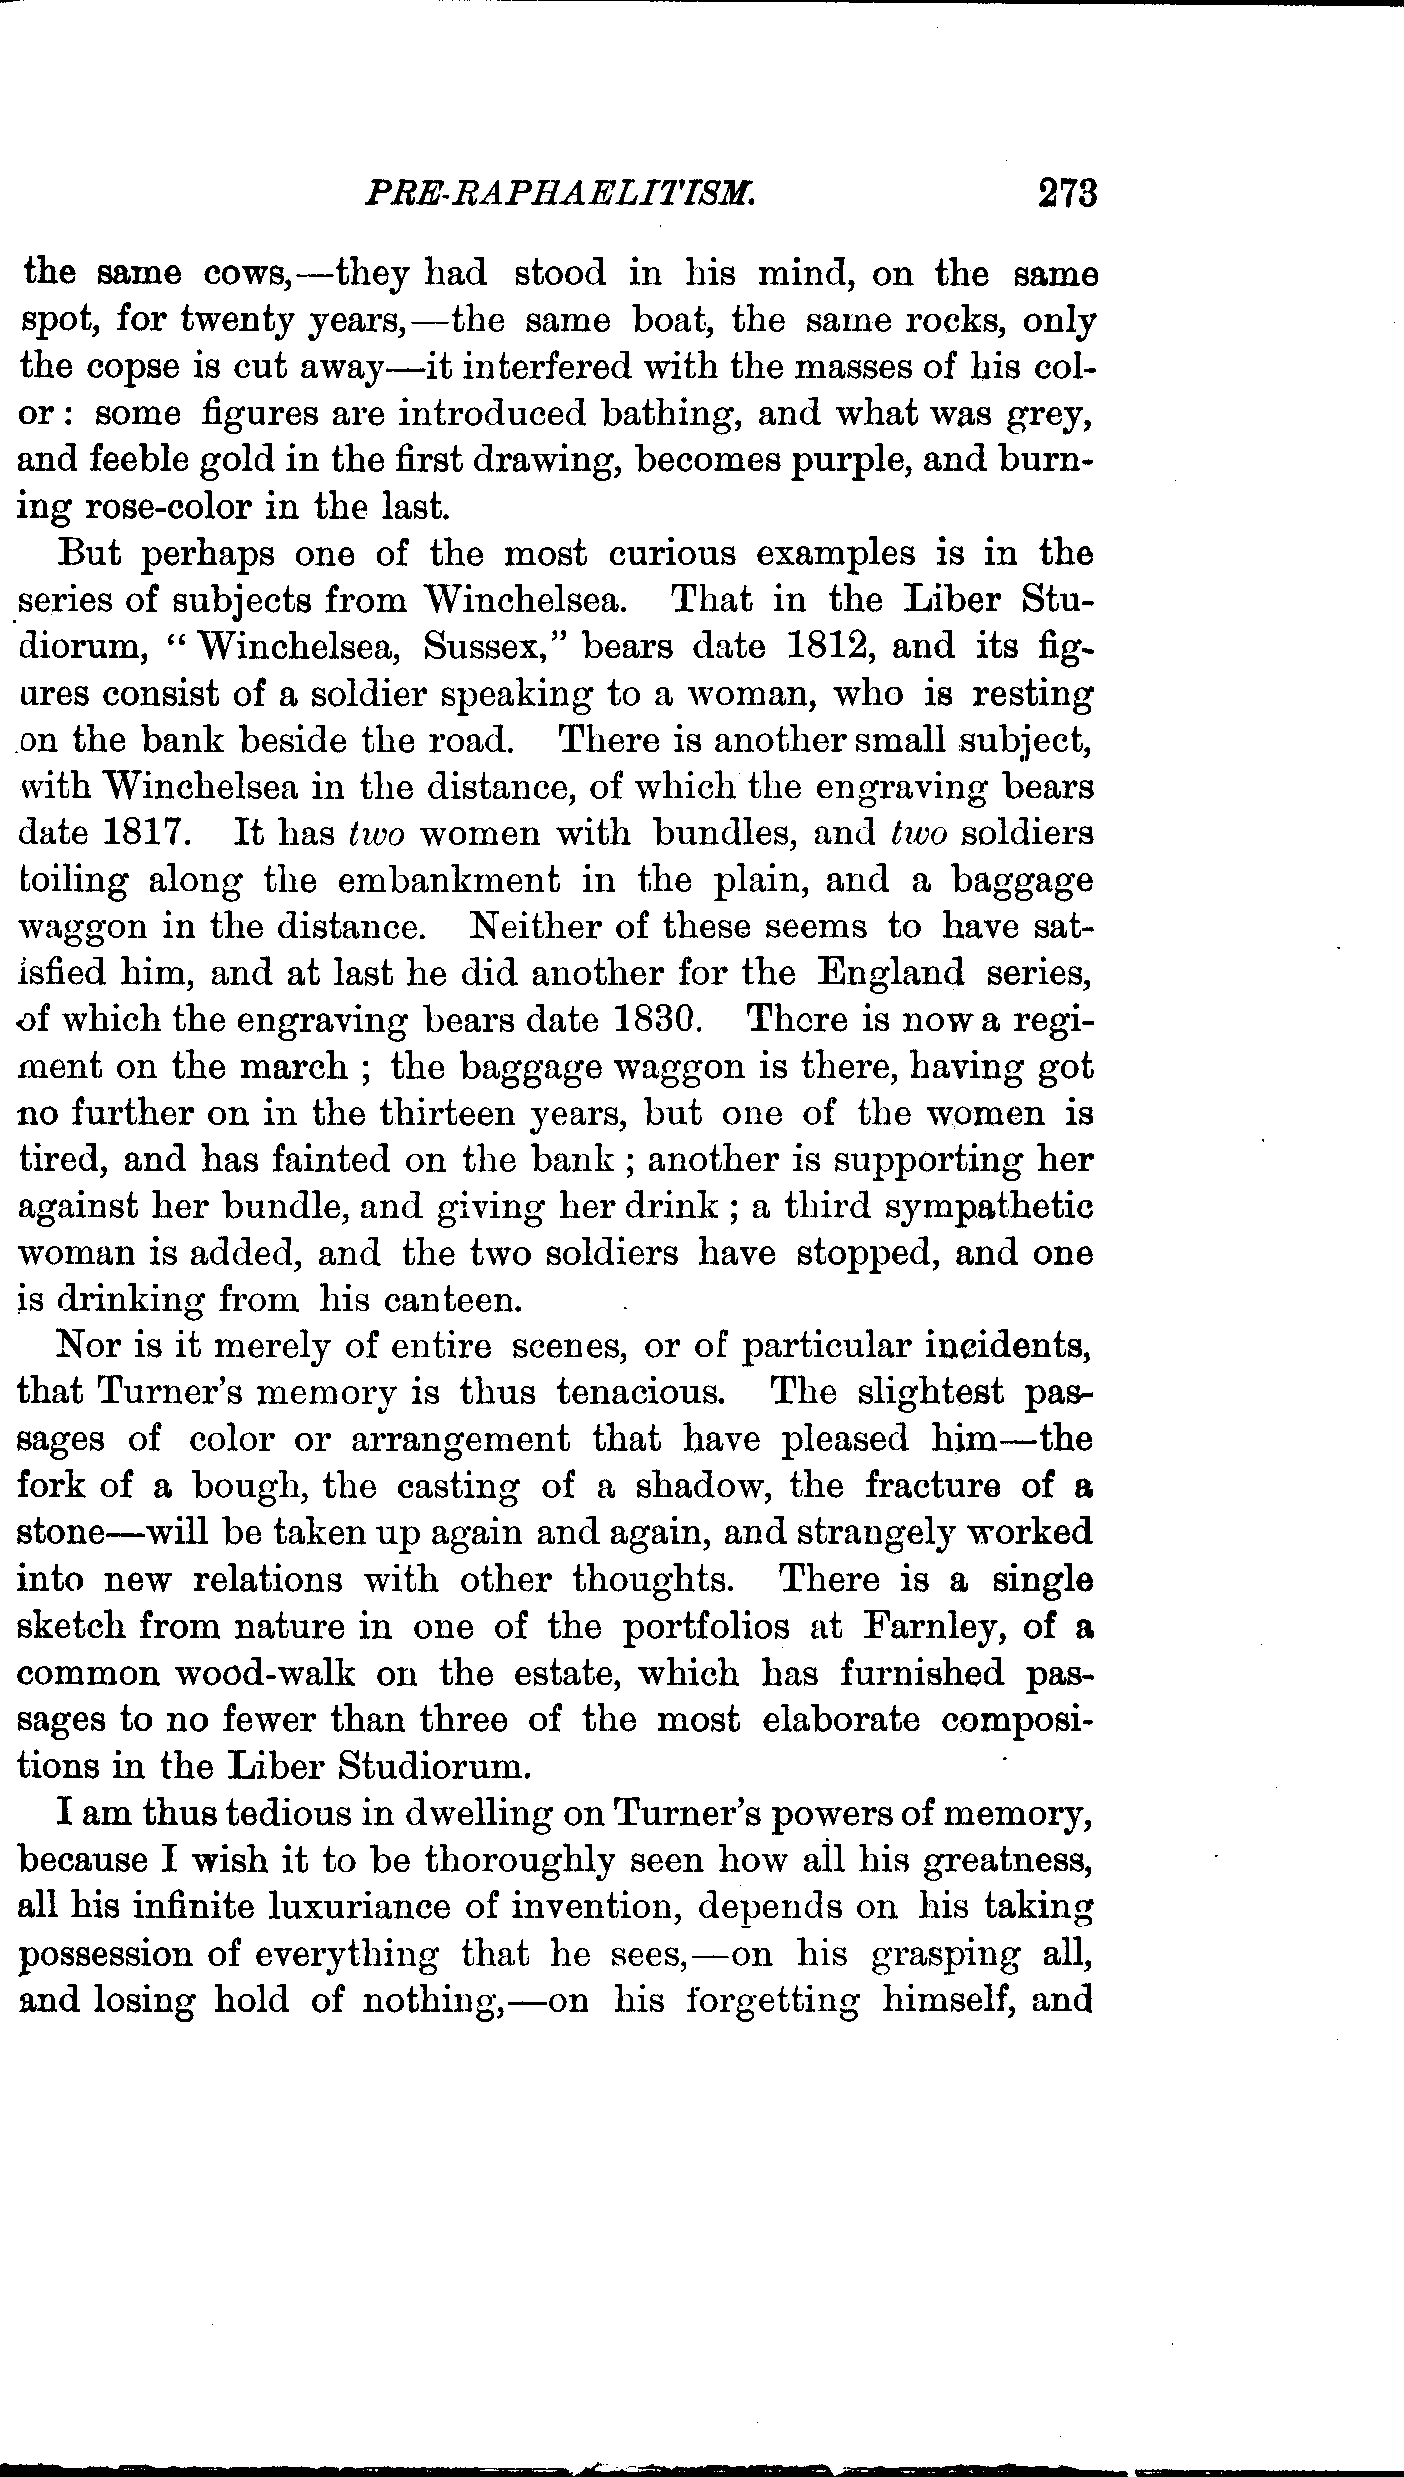 PRE-RAPHAELITISM. 273
the same cows,—they had stood in his mind, on the same
spot, for twenty years,—the same boat, the same rocks, only
the copse is cut away—it interfered with the masses of his col-
or : some figures are introduced bathing, and what was grey,
and feeble gold in the first drawing, becomes purple, and burn-
ing rose-color in the last.
But perhaps one of the most curious examples is in the
series of subjects from Winchelsea. That in the Liber Stu-
diorum, “ Winchelsea, Sussex,” bears date 1812, and its fig-
ures consist of a soldier speaking to a woman, who is resting
on the bank beside the road. There is another small subject,
with Winchelsea in the distance, of which the engraving bears
date 1817. It has two women with bundles, and two soldiers
toiling along the embankment in the plain, and a baggage
waggon in the distance. Neither of these seems to have sat-
isfied him, and at last he did another for the England series,
of which the engraving bears date 1830. There is now a regi-
ment on the march ; the baggage waggon is there, having got
no further on in the thirteen years, but one of the women is
tired, and has fainted on the bank ; another is supporting her
against her bundle, and giving her drink ; a third sympathetic
woman is added, and the two soldiers have stopped, and one
is drinking from his canteen.
Nor is it merely of entire scenes, or of particular incidents,
that Turner’s memory is thus tenacious. The slightest pas-
sages of color or arrangement that have pleased him—the
fork of a bough, the casting of a shadow, the fracture of a
stone—will be taken up again and again, and strangely worked
into new relations with other thoughts. There is a single
sketch from nature in one of the portfolios at Farnley, of a
common wood-walk on the estate, which has furnished pas-
sages to no fewer than three of the most elaborate composi-
tions in the Liber Studiorum.
I am thus tedious in dwelling on Turner’s powers of memory,
because I wish it to be thoroughly seen how all his greatness,
all his infinite luxuriance of invention, depends on his taking
possession of everything that he sees,—on his grasping all,
and losing hold of nothing,—on his forgetting himself, and